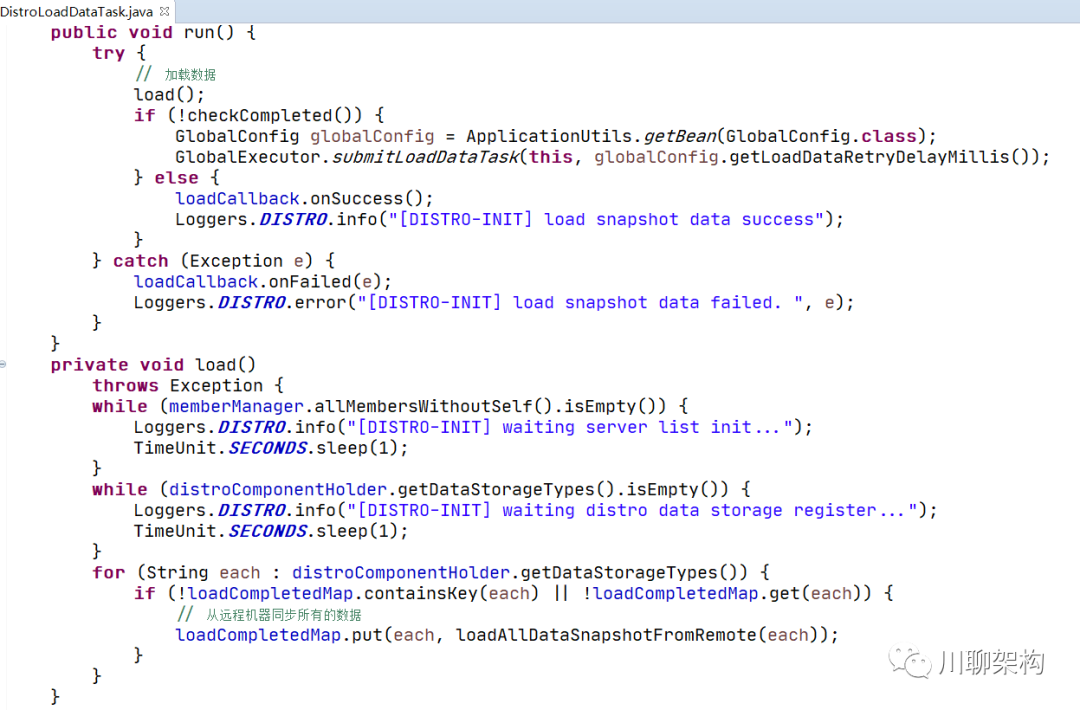 DistroLoadDataTask.java
public void run() {
try {
// 加载数据
load();
if (!checkCompleted()) {
GlobalConfig globalConfig = ApplicationUtils.getBean(GlobalConfig.class);
GlobalExecutor.submitLoadDataTask(this, globalConfig.getLoadDataRetryDelayMillis());
} else {
loadCallback.onSuccess();
Loggers.DISTRO.info("[DISTRO-INIT] load snapshot data success");
}
} catch (Exception e) {
loadCallback.onFailed(e);
Loggers.DISTRO.error("[DISTRO-INIT] load snapshot data failed. ", e);
}
}
private void load()
throws Exception {
while (memberManager.allMembersWithoutSelf().isEmpty()) {
Loggers.DISTRO.info("[DISTRO-INIT] waiting server list init...");
TimeUnit.SECONDS.sleep(1);
}
while (distroComponentHolder.getDataStorageTypes().isEmpty()) {
Loggers.DISTRO.info("[DISTRO-INIT] waiting distro data storage register...");
TimeUnit.SECONDS.sleep(1);
}
for (String each : distroComponentHolder.getDataStorageTypes()) {
if (!loadCompletedMap.containsKey(each) || !loadCompletedMap.get(each)) {
// 从远程机器同步所有的数据
loadCompletedMap.put(each, loadAllDataSnapshotFromRemote(each));
}
}
}
川聊架构